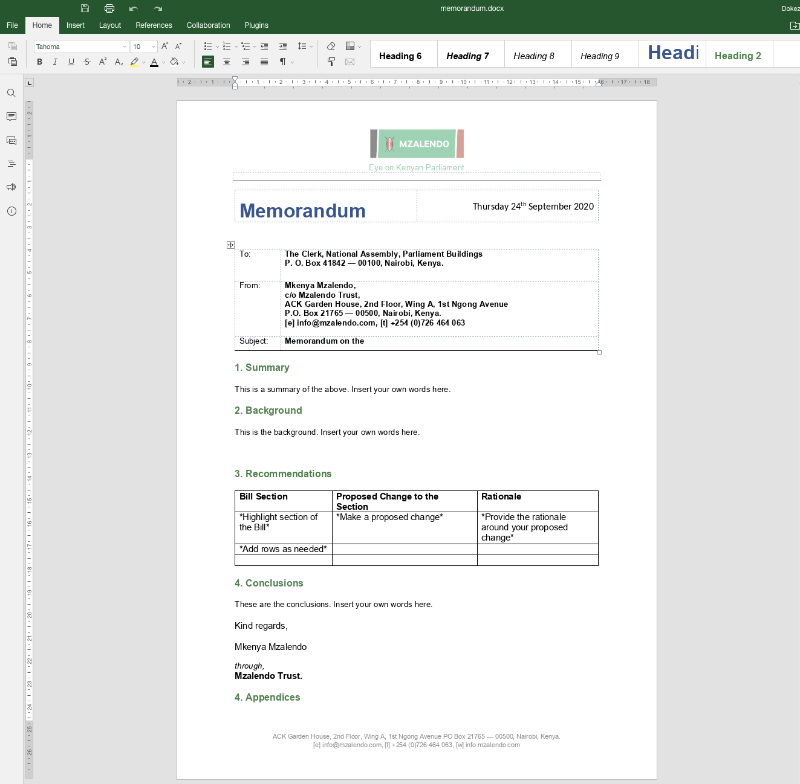 memorandum.docx
File Home Insert Layout References Collaboration Plugins
Tahoma 10
Heading 6 Heading 7 Heading 8 Heading 9 Headi Heading 2
MZALENDO
Eye on Kenyan Parliament
Memorandum
Thursday 24th September 2020
To: The Clerk, National Assembly, Parliament Buildings
P. O. Box 41842 — 00100, Nairobi, Kenya.
From: Mkenya Mzalendo,
c/o Mzalendo Trust,
ACK Garden House, 2nd Floor, Wing A, 1st Ngong Avenue
P.O. Box 21765 — 00500, Nairobi, Kenya.
[e] info@mzalendo.com, [t] +254 (0)726 464 063
Subject: Memorandum on the
1. Summary
This is a summary of the above. Insert your own words here.
2. Background
This is the background. Insert your own words here.
3. Recommendations
Bill Section
Proposed Change to the
Section
Rationale
*Highlight section of
the Bill*
*Make a proposed change*
*Provide the rationale
around your proposed
change*
*Add rows as needed*
4. Conclusions
These are the conclusions. Insert your own words here.
Kind regards,
Mkenya Mzalendo
through,
Mzalendo Trust.
4. Appendices
ACK Garden House, 2nd Floor, Wing A, 1st Ngong Avenue PO Box 21765 — 00500, Nairobi, Kenya.
[e] info@mzalendo.com, [t] +254 (0)726 464 063, [w] info.mzalendo.com